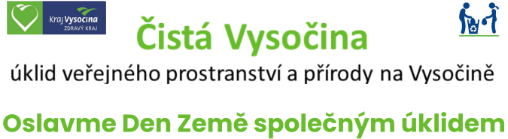 Kraj Vysočina
ZDRAVÝ KRAJ
Čistá Vysočina
úklid veřejného prostranství a přírody na Vysočině
Oslavme Den Země společným úklidem